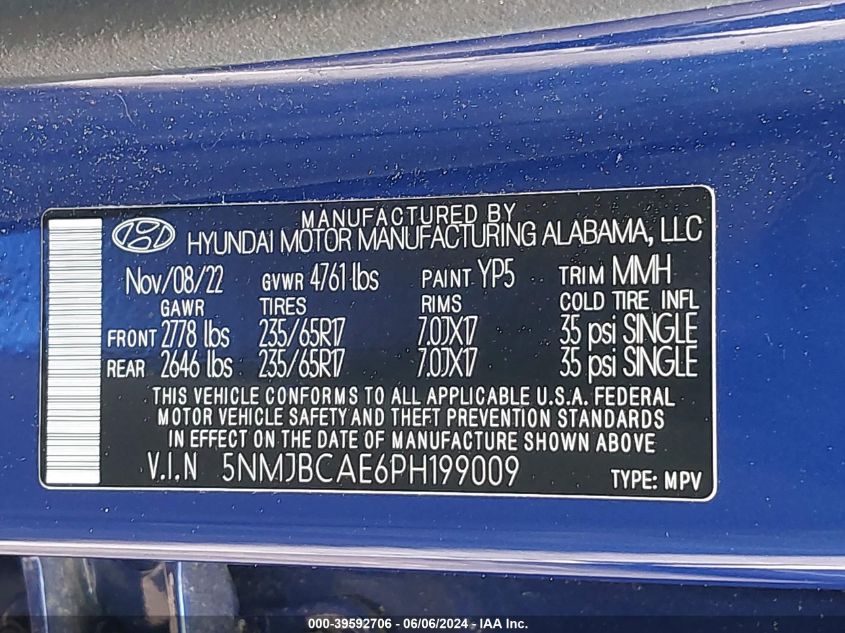 MANUFACTURED BY
HYUNDAI MOTOR MANUFACTURING ALABAMA, LLC
Nov/08/22 GVWR 4761 lbs PAINT YP5 TRIM MMH
GAWR TIRES RIMS COLD TIRE INFL
FRONT 2778 lbs 235/65R17 7.0JX17 35 psi SINGLE
REAR 2646 lbs 235/65R17 7.0JX17 35 psi SINGLE
THIS VEHICLE CONFORMS TO ALL APPLICABLE U.S.A. FEDERAL
MOTOR VEHICLE SAFETY AND THEFT PREVENTION STANDARDS
IN EFFECT ON THE DATE OF MANUFACTURE SHOWN ABOVE
V.I.N 5NMJBCAE6PH199009 TYPE: MPV
000-39592706 - 06/06/2024 - IAA Inc.